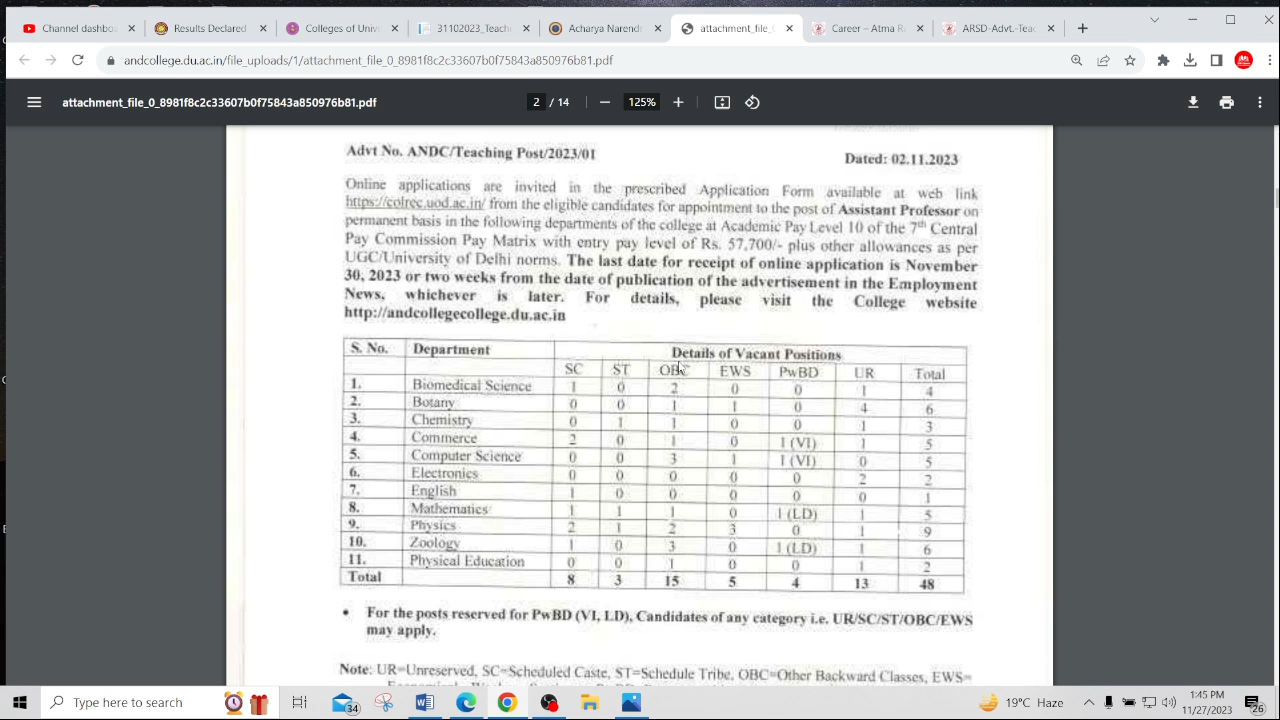 Channel dashbo
Results Declared
Colleges of Unive
31102023_Teach
Acharya Narend
attachment_file_
Career – Atma Ra
ARSD-Advt.-Teac
andcollege.du.ac.in/file_uploads/1/attachment_file_0_8981f8c2c33607b0f75843a850976b81.pdf
attachment_file_0_8981f8c2c33607b0f75843a850976b81.pdf
2 / 14
125%
Advt No. ANDC/Teaching Post/2023/01
Dated: 02.11.2023
Online applications are invited in the prescribed Application Form available at web link
https://colrec.uod.ac.in/ from the eligible candidates for appointment to the post of Assistant Professor on
permanent basis in the following departments of the college at Academic Pay Level 10 of the 7th Central
Pay Commission Pay Matrix with entry pay level of Rs. 57,700/- plus other allowances as per
UGC/University of Delhi norms. The last date for receipt of online application is November
30, 2023 or two weeks from the date of publication of the advertisement in the Employment
News, whichever is later. For details, please visit the College website
http://andcollegecollege.du.ac.in
S. No. Department Details of Vacant Positions
SC ST OBC EWS PwBD UR Total
1. Biomedical Science 1 0 2 0 0 1 4
2. Botany 0 0 1 1 0 4 6
3. Chemistry 0 1 1 0 0 1 3
4. Commerce 2 0 1 0 1 (VI) 1 5
5. Computer Science 0 0 3 1 1 (VI) 0 5
6. Electronics 0 0 0 0 0 2 2
7. English 1 0 0 0 0 0 1
8. Mathematics 1 1 1 0 1 (LD) 1 5
9. Physics 2 1 2 3 0 1 9
10. Zoology 1 0 3 0 1 (LD) 1 6
11. Physical Education 0 0 1 0 0 1 2
Total 8 3 15 5 4 13 48
• For the posts reserved for PwBD (VI, LD), Candidates of any category i.e. UR/SC/ST/OBC/EWS
may apply.
Note: UR=Unreserved, SC=Scheduled Caste, ST=Schedule Tribe, OBC=Other Backward Classes, EWS=
Type here to search
34
19°C Haze
1:45 PM
11/27/2023
26